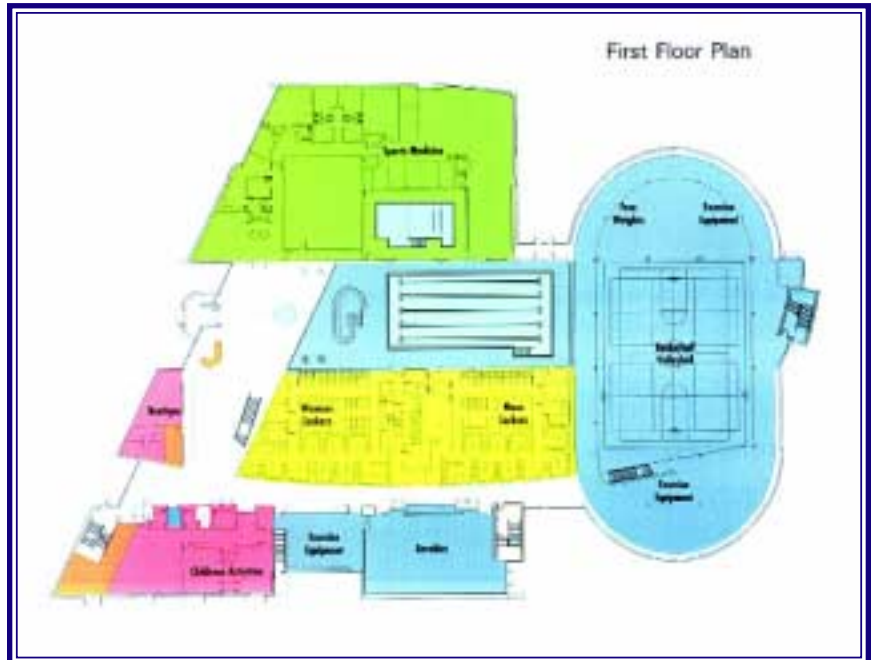 First Floor Plan
Sports Medicine
Free
Weights
Exercise
Equipment
Basketball
Volleyball
Womens
Lockers
Mens
Lockers
Exercise
Equipment
Exercise
Equipment
Aerobics
Childrens Activities